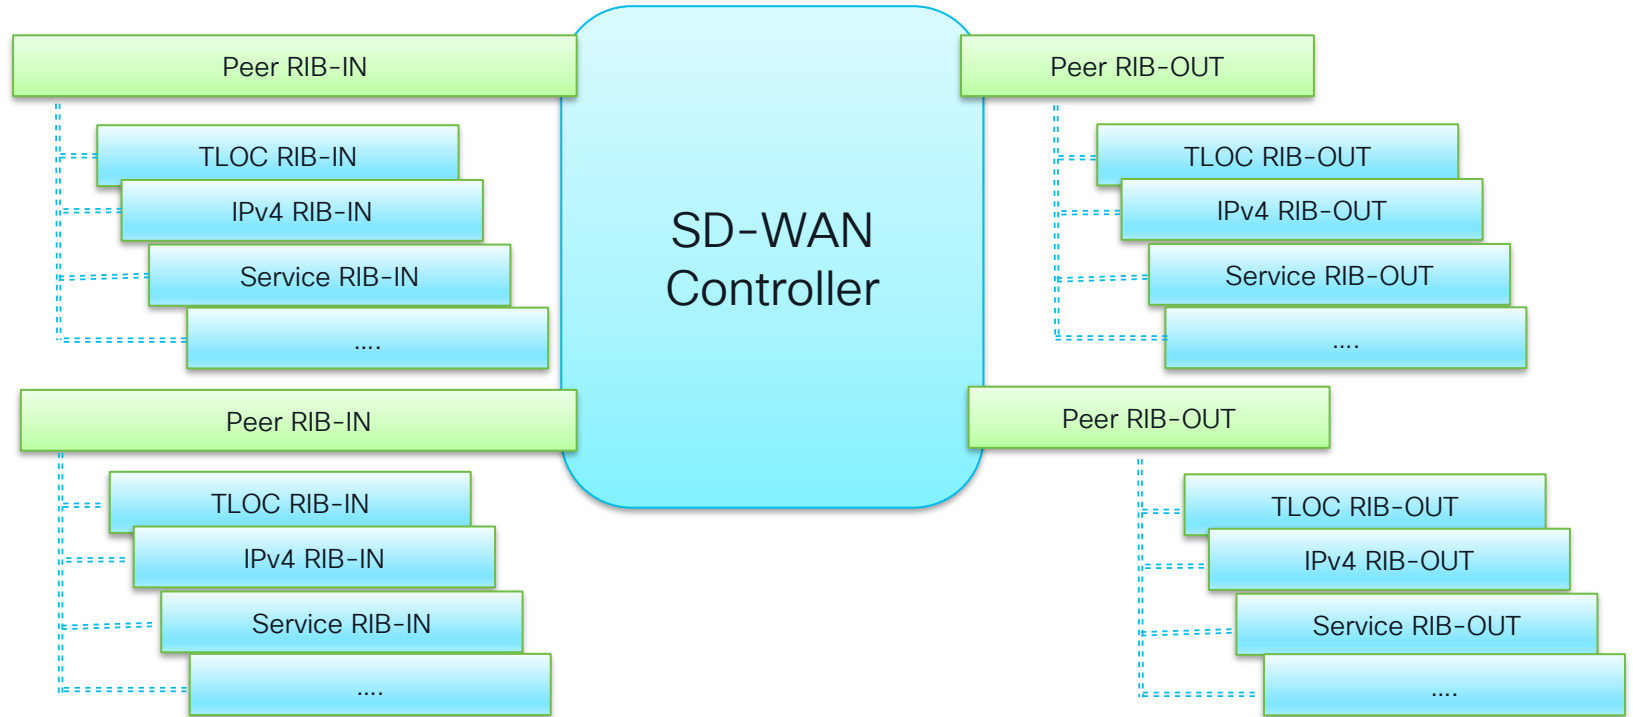 Peer RIB-IN
TLOC RIB-IN
IPv4 RIB-IN
Service RIB-IN
....
Peer RIB-IN
TLOC RIB-IN
IPv4 RIB-IN
Service RIB-IN
....
SD-WAN
Controller
Peer RIB-OUT
TLOC RIB-OUT
IPv4 RIB-OUT
Service RIB-OUT
....
Peer RIB-OUT
TLOC RIB-OUT
IPv4 RIB-OUT
Service RIB-OUT
....